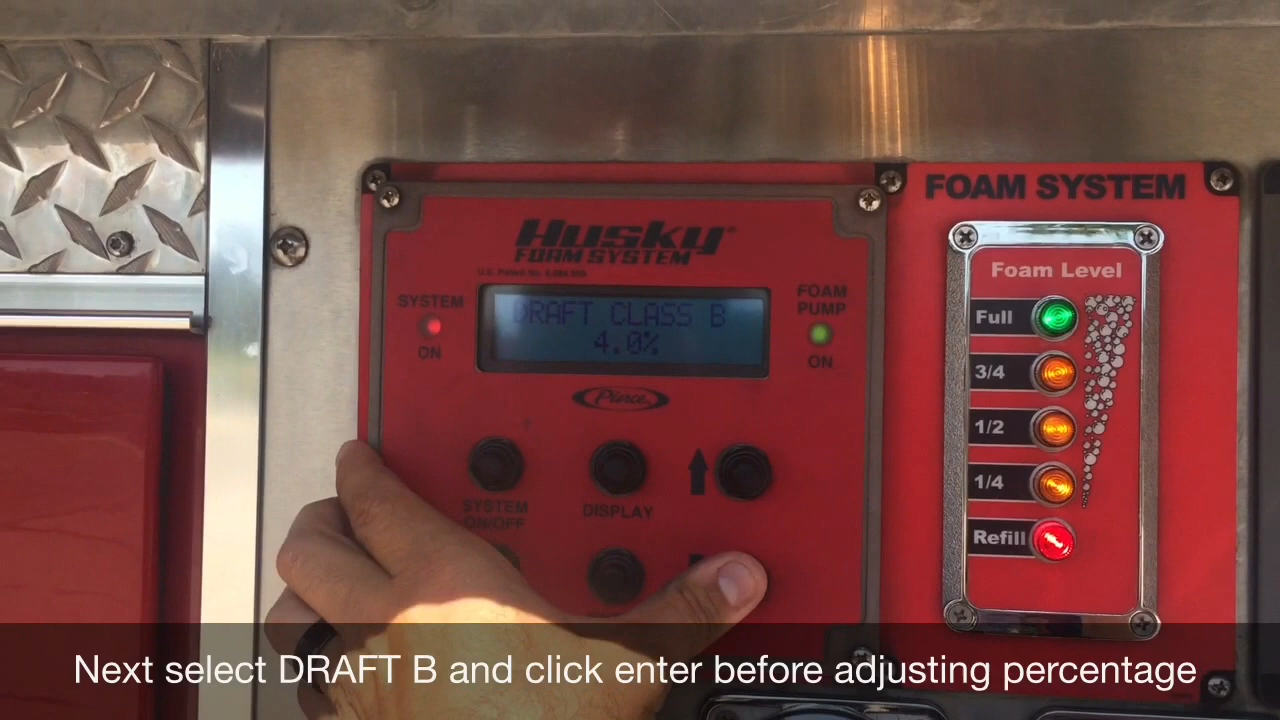 FOAM SYSTEM
Husky
FOAM SYSTEM
Foam Level
SYSTEM
ON
DRAFT CLASS B
4.0%
FOAM
PUMP
ON
Full
3/4
Pierce
1/2
1/4
SYSTEM
ON/OFF
DISPLAY
Refill
Next select DRAFT B and click enter before adjusting percentage